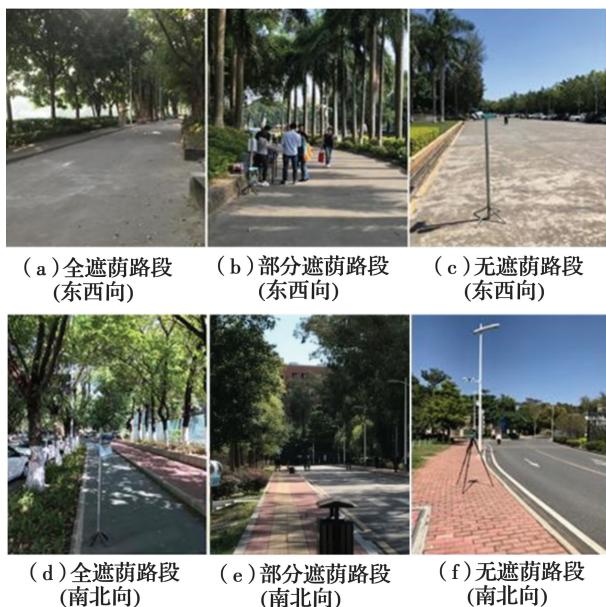 （a）全遮荫路段 （b）部分遮荫路段 （c）无遮荫路段
(东西向) (东西向) (东西向)
（d）全遮荫路段 （e）部分遮荫路段 （f）无遮荫路段
(南北向) (南北向) (南北向)